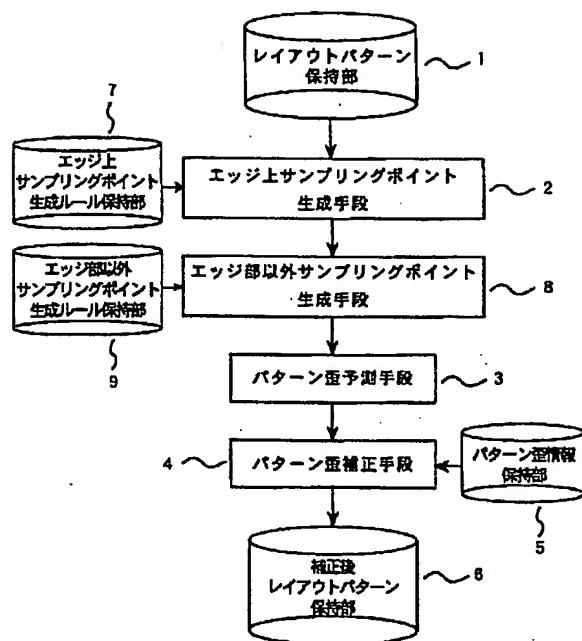 レイアウトパターン
保持部
1
7
エッジ上
サンプリングポイント
生成ルール保持部
エッジ上サンプリングポイント
生成手段
2
エッジ部以外
サンプリングポイント
生成ルール保持部
9
エッジ部以外サンプリングポイント
生成手段
8
パターン歪予測手段
3
4
パターン歪補正手段
パターン歪情報
保持部
5
補正後
レイアウトパターン
保持部
6